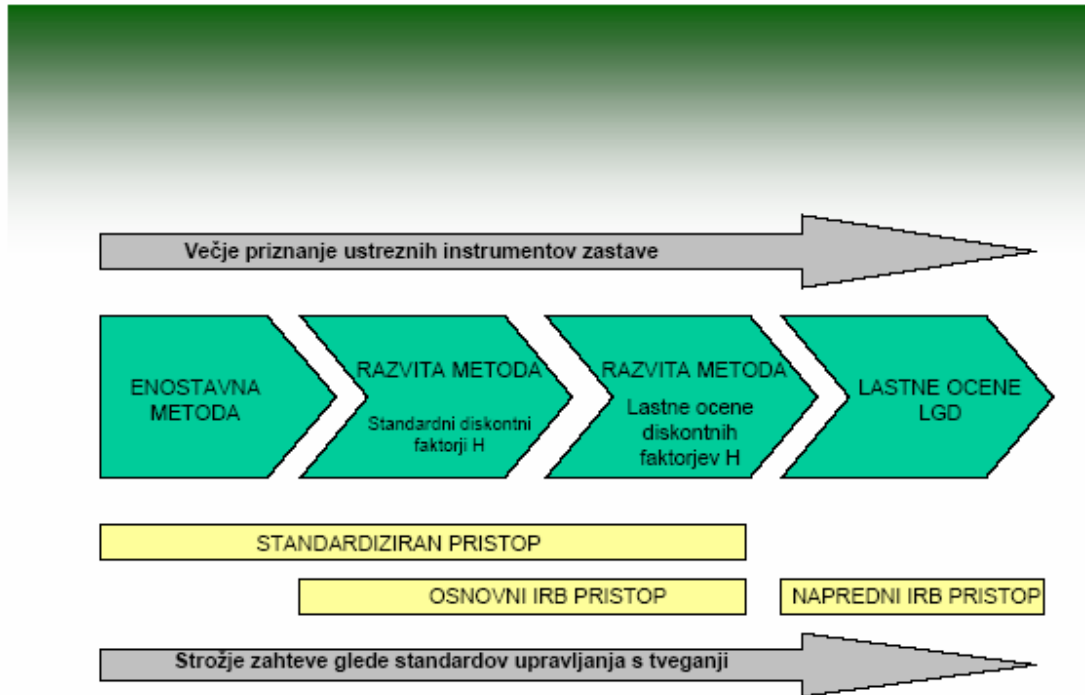 Večje priznanje ustreznih instrumentov zastave
ENOSTAVNA
METODA
RAZVITA METODA
Standardni diskontni
faktorji H
RAZVITA METODA
Lastne ocene
diskontnih
faktorjev H
LASTNE OCENE
LGD
STANDARDIZIRAN PRISTOP
OSNOVNI IRB PRISTOP
NAPREDNI IRB PRISTOP
Strožje zahteve glede standardov upravljanja s tveganji